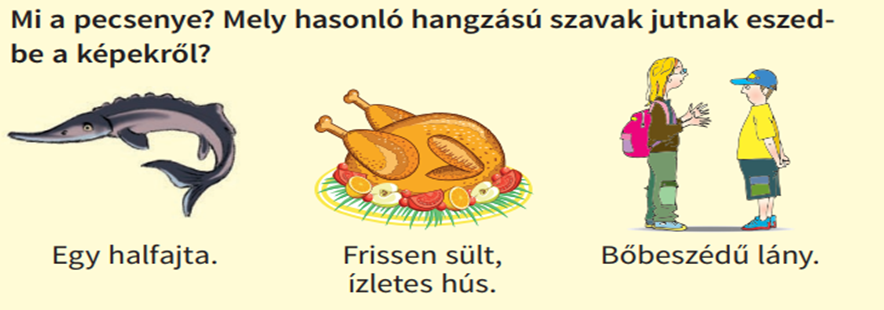 Mi a pecsenye? Mely hasonló hangzású szavak jutnak eszed-
be a képekről?
Egy halfajta.
Frissen sült,
ízletes hús.
Bőbeszédű lány.